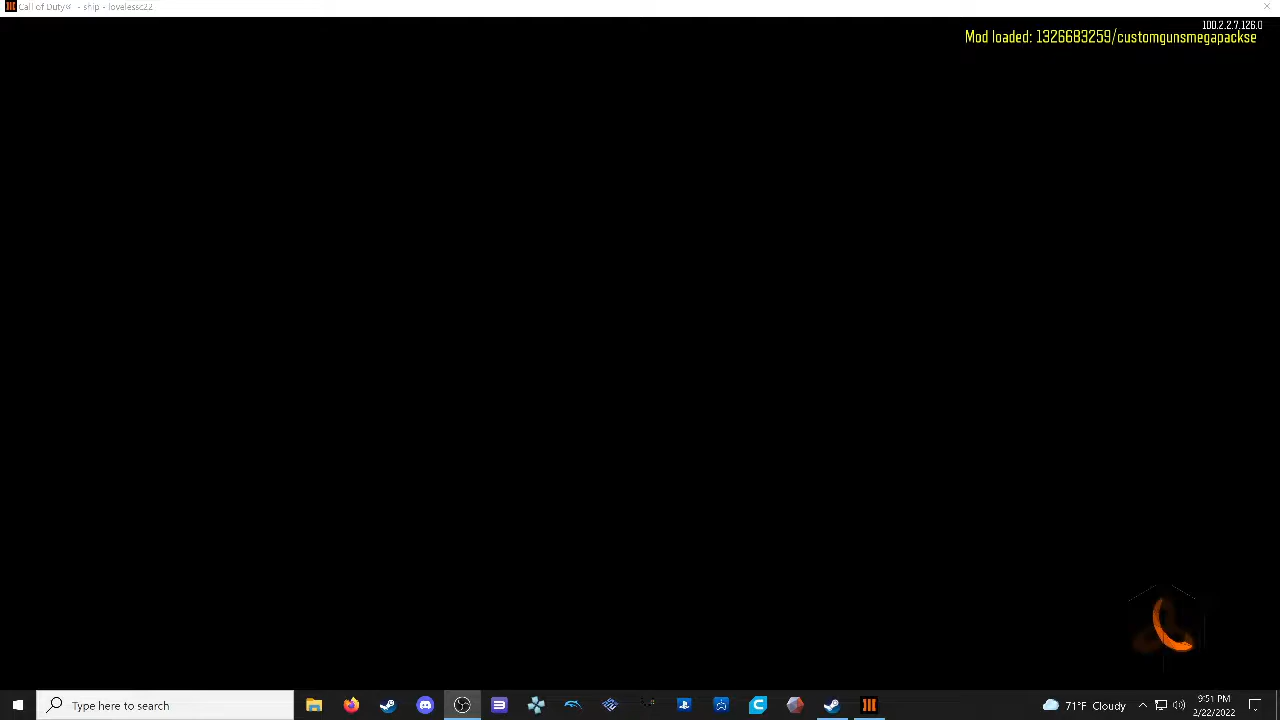 Call of Duty® - ship - lovelessc22
100.2.2.7.126.0
Mod loaded: 1326683259/customgunsmegapackse
Type here to search
71°F Cloudy
9:51 PM
2/22/2022